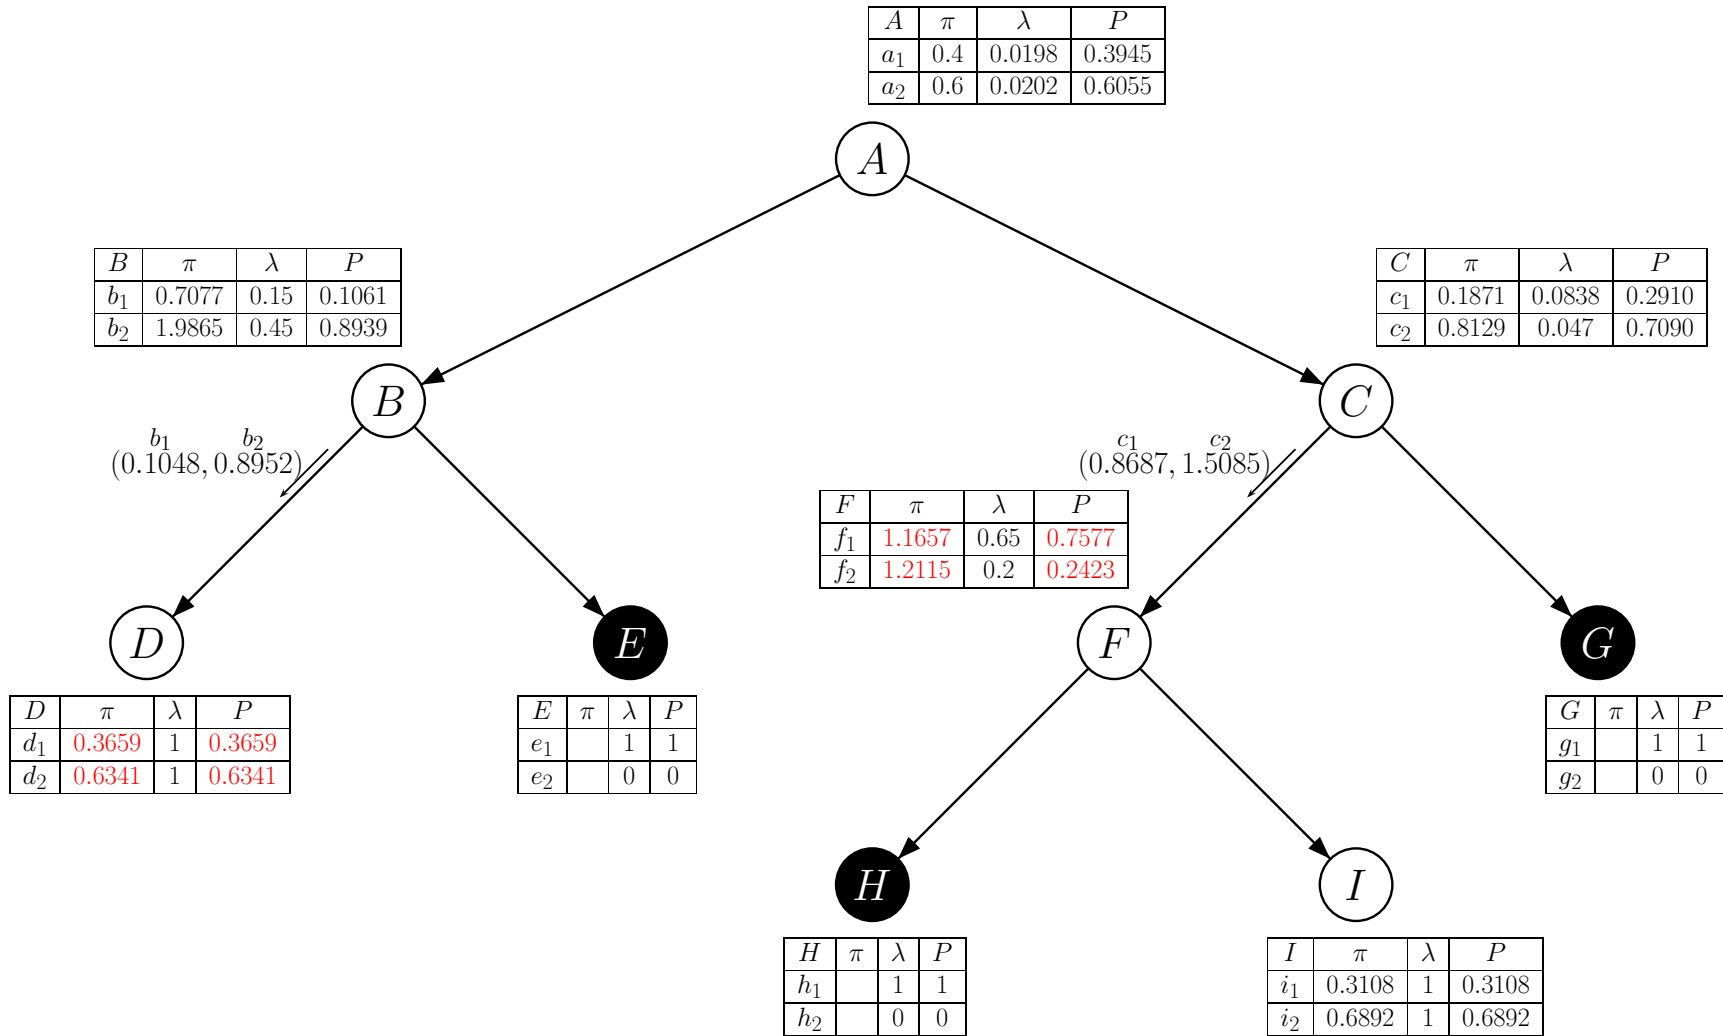 A π λ P
a₁ 0.4 0.0198 0.3945
a₂ 0.6 0.0202 0.6055
A
B π λ P
b₁ 0.7077 0.15 0.1061
b₂ 1.9865 0.45 0.8939
C π λ P
c₁ 0.1871 0.0838 0.2910
c₂ 0.8129 0.047 0.7090
B
C
b₁ b₂
(0.1048, 0.8952)
c₁ c₂
(0.8687, 1.5085)
F π λ P
f₁ 1.1657 0.65 0.7577
f₂ 1.2115 0.2 0.2423
D
E
F
G
D π λ P
d₁ 0.3659 1 0.3659
d₂ 0.6341 1 0.6341
E π λ P
e₁ 1 1
e₂ 0 0
G π λ P
g₁ 1 1
g₂ 0 0
H
I
H π λ P
h₁ 1 1
h₂ 0 0
I π λ P
i₁ 0.3108 1 0.3108
i₂ 0.6892 1 0.6892